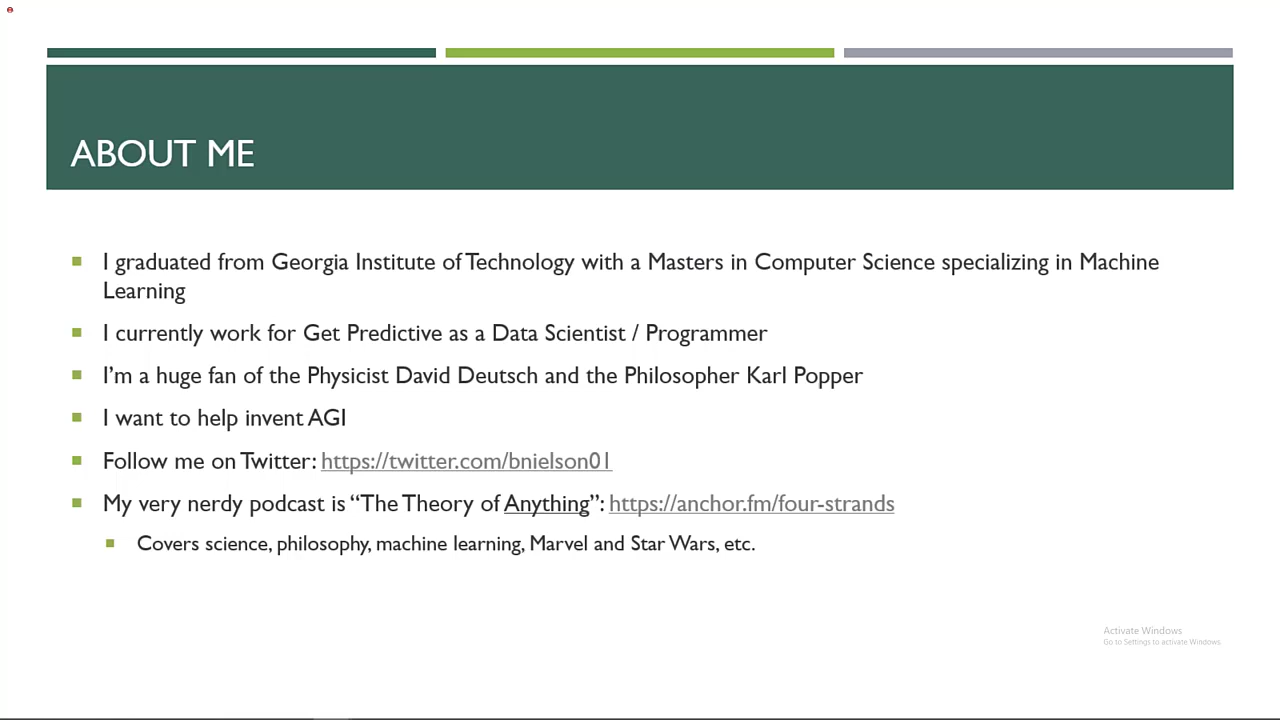 ABOUT ME
I graduated from Georgia Institute of Technology with a Masters in Computer Science specializing in Machine
Learning
I currently work for Get Predictive as a Data Scientist / Programmer
I'm a huge fan of the Physicist David Deutsch and the Philosopher Karl Popper
I want to help invent AGI
Follow me on Twitter: https://twitter.com/bnielson01
My very nerdy podcast is “The Theory of Anything”: https://anchor.fm/four-strands
Covers science, philosophy, machine learning, Marvel and Star Wars, etc.
Activate Windows
Go to Settings to activate Windows.